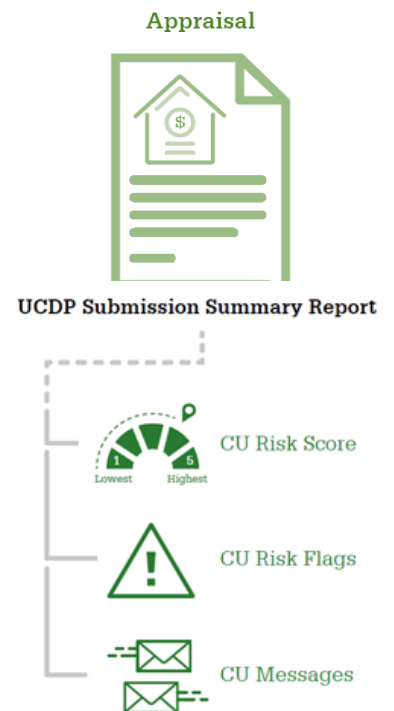 Appraisal
$
UCDP Submission Summary Report
1 5
Lowest Highest
CU Risk Score
!
CU Risk Flags
CU Messages